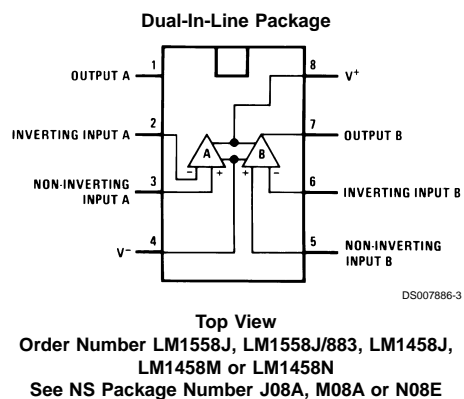 Dual-In-Line Package
1
OUTPUT A
8
V+
2
INVERTING INPUT A
7
OUTPUT B
A
B
- +
+ -
3
NON-INVERTING
INPUT A
6
INVERTING INPUT B
4
V-
5
NON-INVERTING
INPUT B
DS007886-3
Top View
Order Number LM1558J, LM1558J/883, LM1458J,
LM1458M or LM1458N
See NS Package Number J08A, M08A or N08E